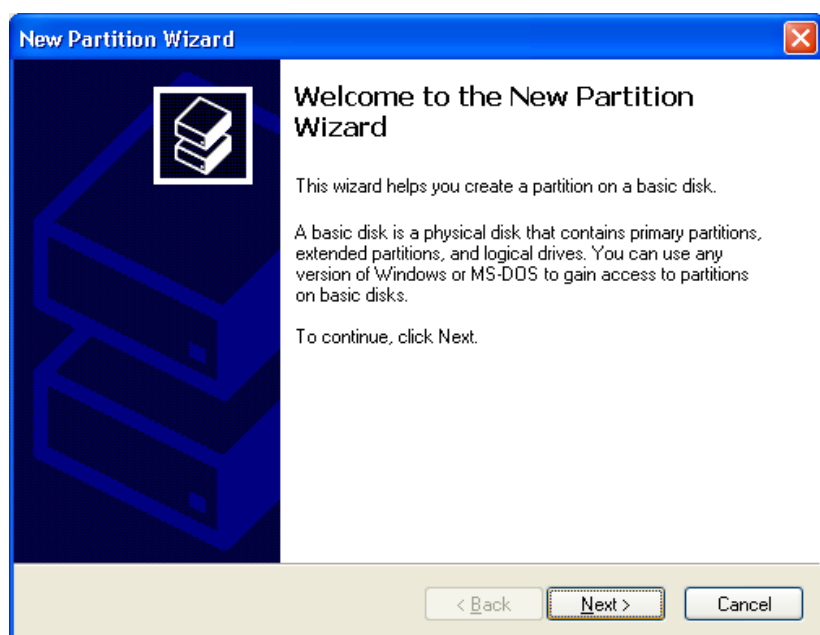 New Partition Wizard
Welcome to the New Partition
Wizard
This wizard helps you create a partition on a basic disk.
A basic disk is a physical disk that contains primary partitions,
extended partitions, and logical drives. You can use any
version of Windows or MS-DOS to gain access to partitions
on basic disks.
To continue, click Next.
< Back Next > Cancel